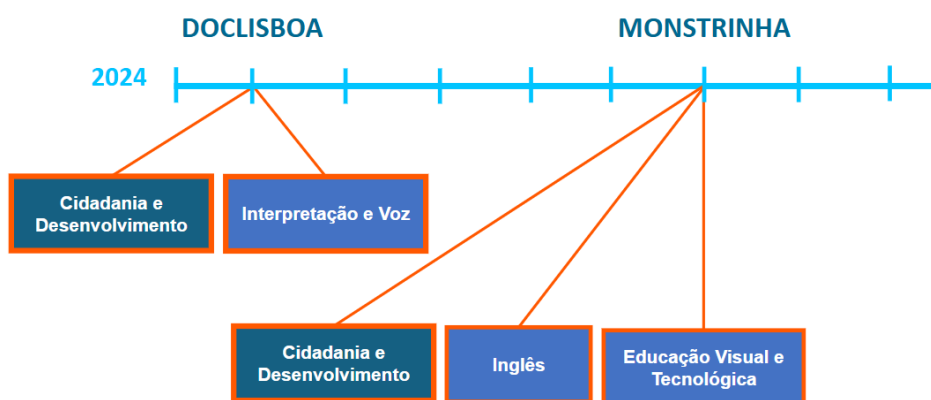 DOCLISBOA
MONSTRINHA
2024
Cidadania e
Desenvolvimento
Interpretação e Voz
Cidadania e
Desenvolvimento
Inglês
Educação Visual e
Tecnológica